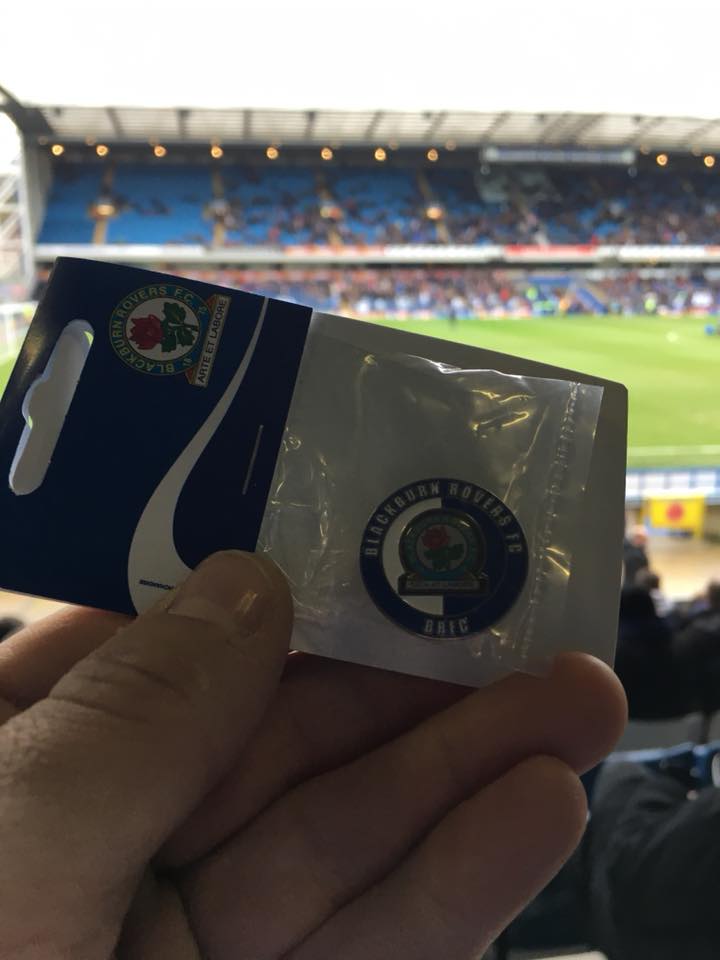 BLACKBURN ROVERS F.C.
ARTE ET LABORE
BLACKBURN ROVERS FC
BRFC